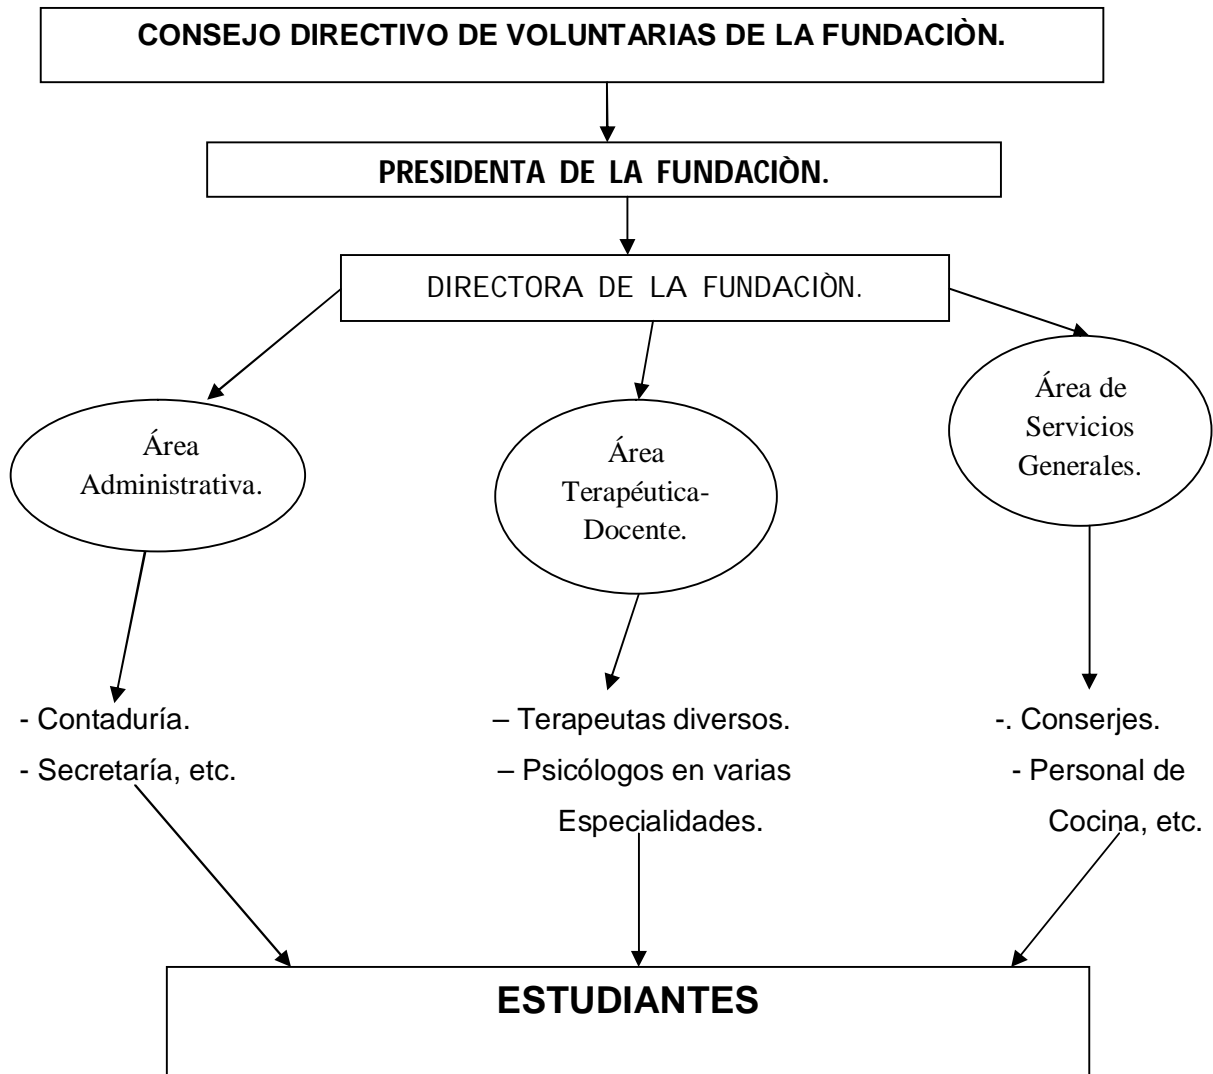 CONSEJO DIRECTIVO DE VOLUNTARIAS DE LA FUNDACIÒN.
PRESIDENTA DE LA FUNDACIÒN.
DIRECTORA DE LA FUNDACIÒN.
Área
Administrativa.
Área
Terapéutica-
Docente.
Área de
Servicios
Generales.
- Contaduría.
- Secretaría, etc.
– Terapeutas diversos.
– Psicólogos en varias
Especialidades.
-. Conserjes.
- Personal de
Cocina, etc.
ESTUDIANTES